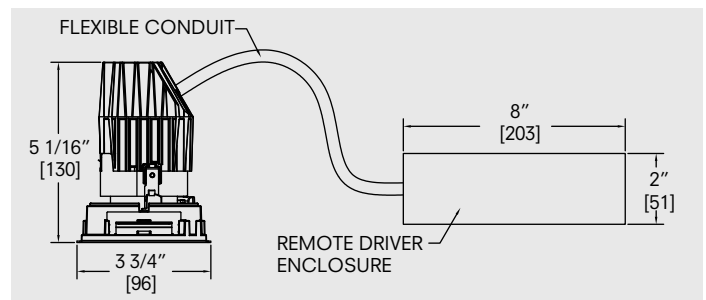 FLEXIBLE CONDUIT
8″
[203]
5 1/16″
[130]
2″
[51]
REMOTE DRIVER
ENCLOSURE
3 3/4″
[96]